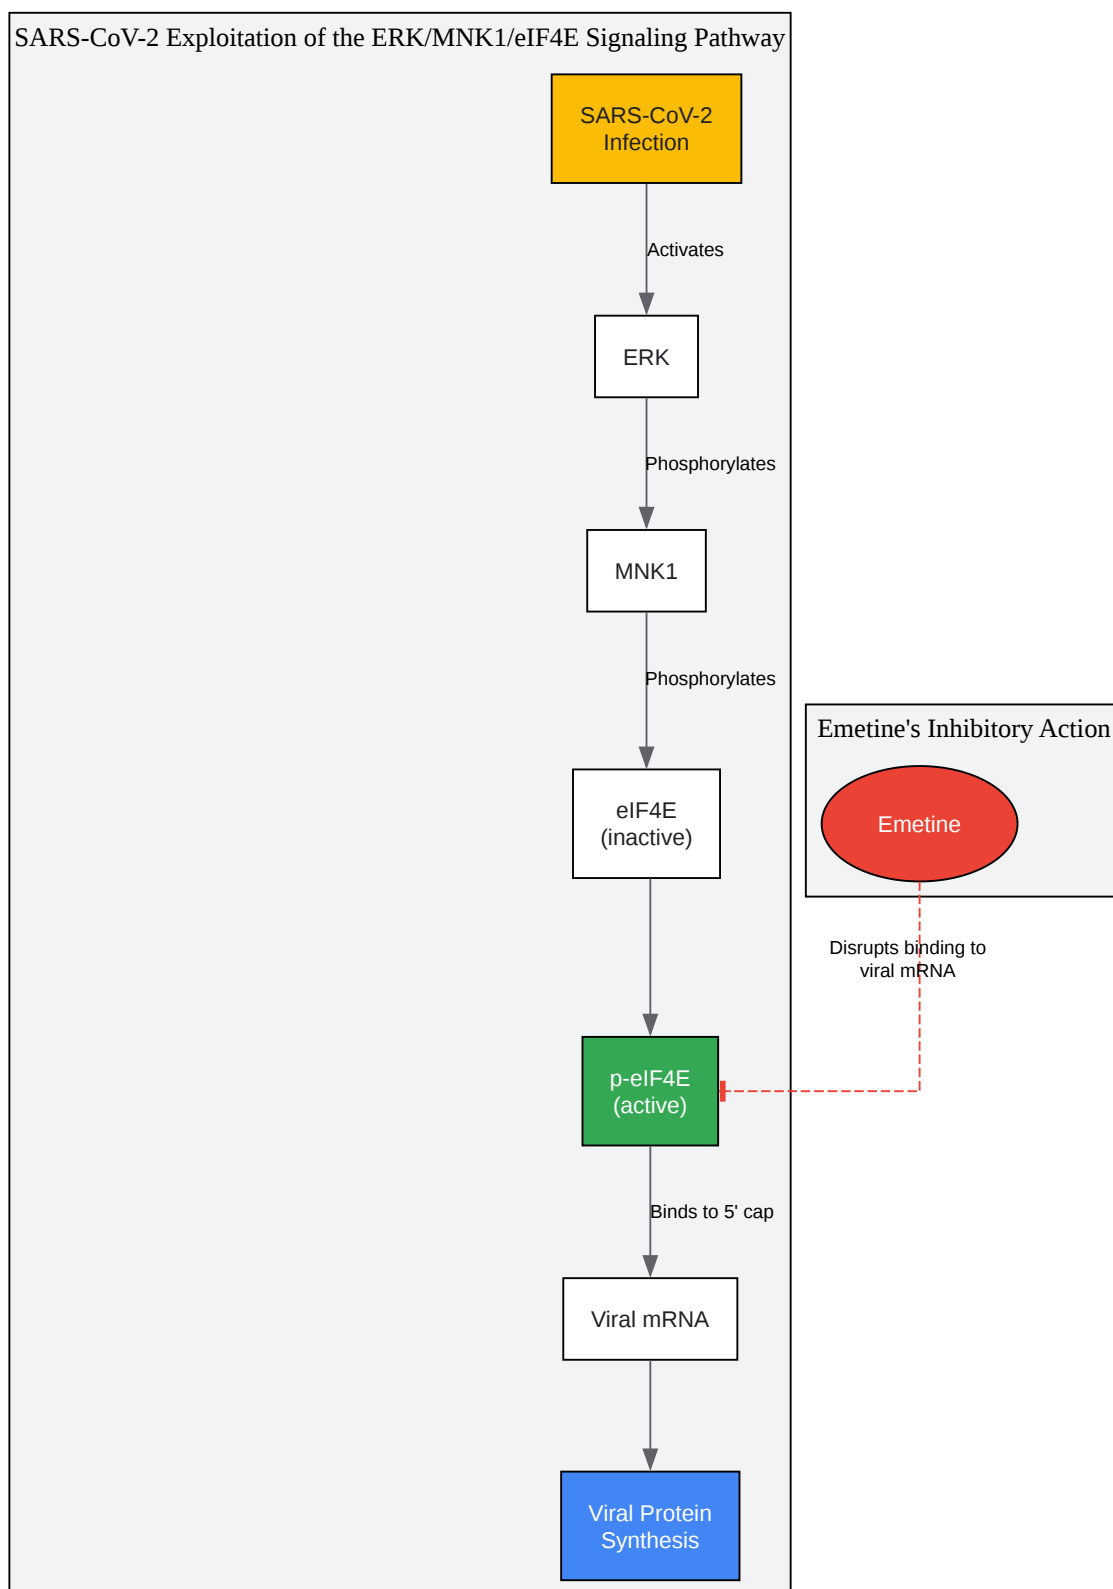 SARS-CoV-2 Exploitation of the ERK/MNK1/eIF4E Signaling Pathway
SARS-CoV-2
Infection
Activates
ERK
Phosphorylates
MNK1
Phosphorylates
eIF4E
(inactive)
Emetine's Inhibitory Action
Emetine
Disrupts binding to
viral mRNA
p-eIF4E
(active)
Binds to 5' cap
Viral mRNA
Viral Protein
Synthesis